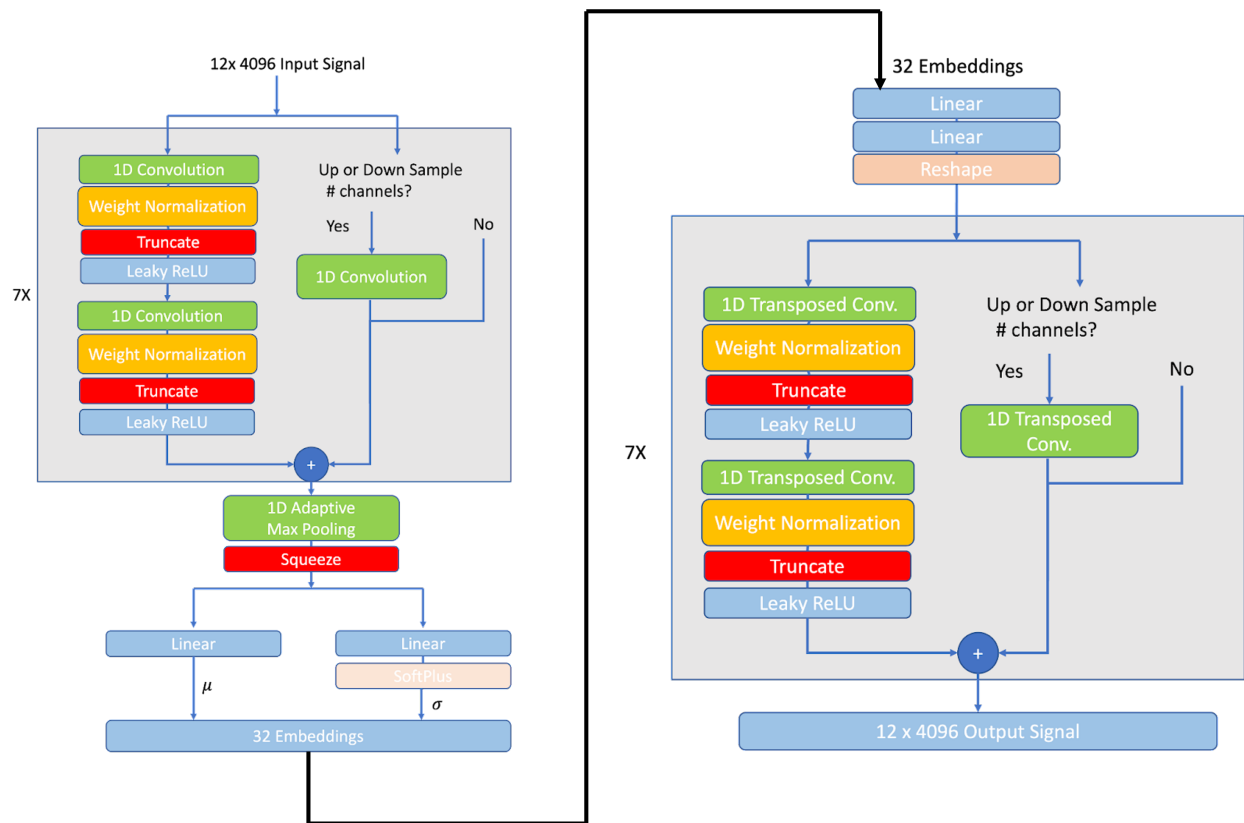 12x 4096 Input Signal
7X
1D Convolution
Weight Normalization
Truncate
Leaky ReLU
1D Convolution
Weight Normalization
Truncate
Leaky ReLU
Up or Down Sample
# channels?
Yes
No
1D Convolution
+
1D Adaptive
Max Pooling
Squeeze
Linear
μ
Linear
SoftPlus
σ
32 Embeddings
32 Embeddings
Linear
Linear
Reshape
7X
1D Transposed Conv.
Weight Normalization
Truncate
Leaky ReLU
1D Transposed Conv.
Weight Normalization
Truncate
Leaky ReLU
Up or Down Sample
# channels?
Yes
No
1D Transposed
Conv.
+
12 x 4096 Output Signal